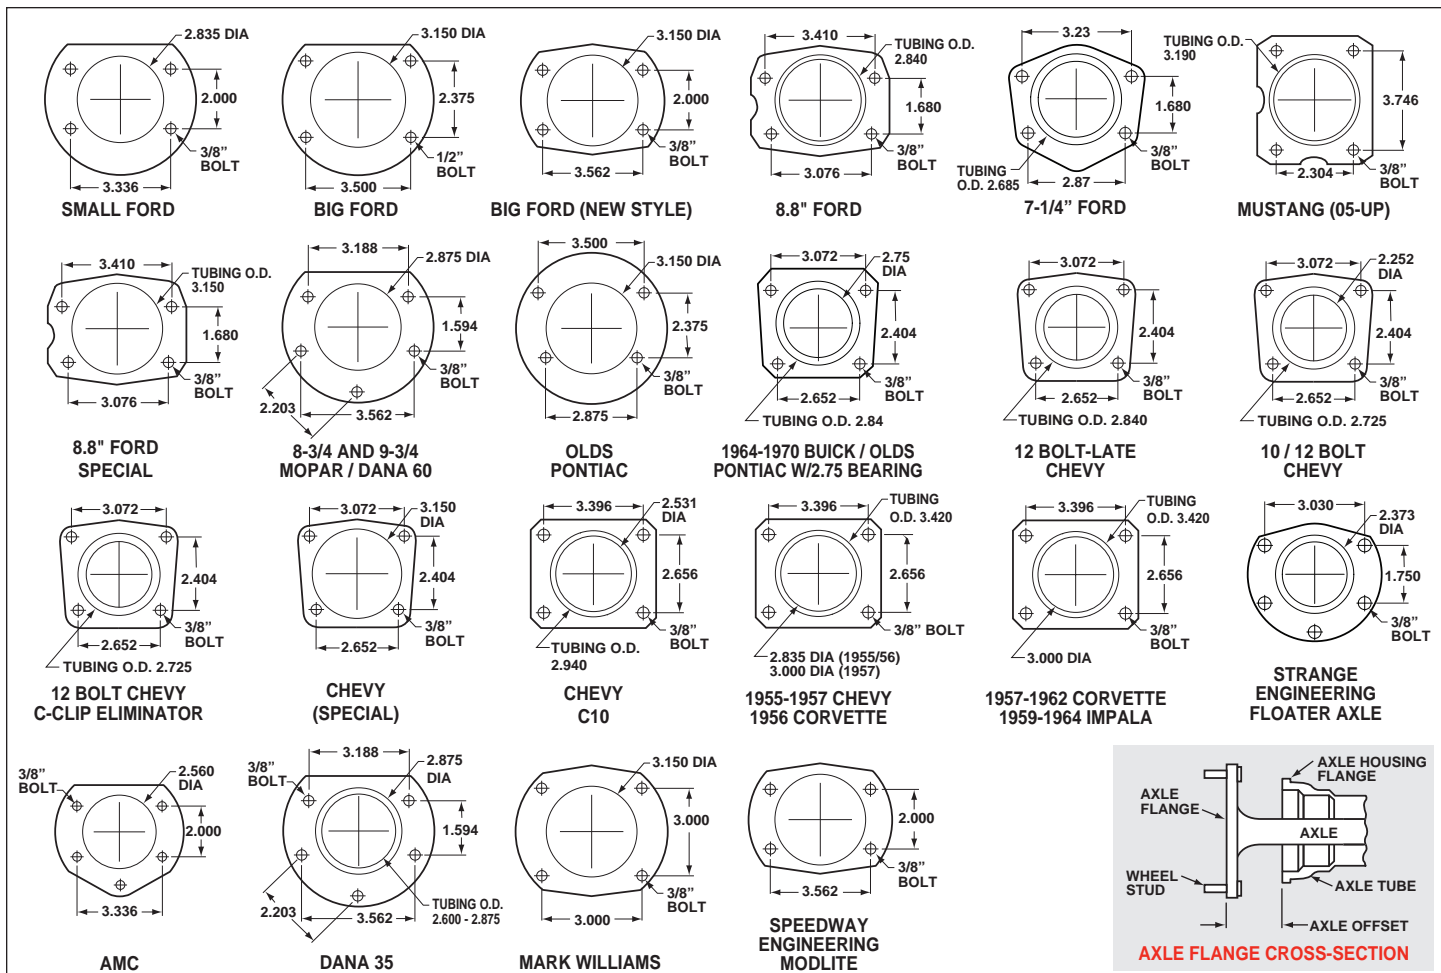 2.835 DIA
2.000
3/8”
BOLT
3.336
SMALL FORD
3.150 DIA
2.375
1/2”
BOLT
3.500
BIG FORD
3.150 DIA
2.000
3/8”
BOLT
3.562
BIG FORD (NEW STYLE)
3.410
TUBING O.D.
2.840
1.680
3/8”
BOLT
3.076
8.8" FORD
3.23
1.680
TUBING
O.D. 2.685
3/8”
BOLT
2.87
7-1/4” FORD
TUBING O.D.
3.190
3.746
3/8”
BOLT
2.304
MUSTANG (05-UP)
3.410
TUBING O.D.
3.150
1.680
3/8”
BOLT
3.076
8.8" FORD
SPECIAL
3.188
2.875 DIA
1.594
3/8”
BOLT
2.203
3.562
8-3/4 AND 9-3/4
MOPAR / DANA 60
3.500
3.150 DIA
2.375
3/8”
BOLT
2.875
OLDS
PONTIAC
3.072
2.75
DIA
2.404
3/8”
BOLT
2.652
TUBING O.D. 2.84
1964-1970 BUICK / OLDS
PONTIAC W/2.75 BEARING
3.072
2.404
3/8”
BOLT
2.652
TUBING O.D. 2.840
12 BOLT-LATE
CHEVY
3.072
2.252
DIA
2.404
3/8”
BOLT
2.652
TUBING O.D. 2.725
10 / 12 BOLT
CHEVY
3.072
2.404
3/8”
BOLT
2.652
TUBING O.D. 2.725
12 BOLT CHEVY
C-CLIP ELIMINATOR
3.072
3.150
DIA
2.404
3/8”
BOLT
2.652
CHEVY
(SPECIAL)
3.396
2.531
DIA
2.656
3/8”
BOLT
TUBING O.D.
2.940
CHEVY
C10
3.396
TUBING
O.D. 3.420
2.656
3/8” BOLT
2.835 DIA (1955/56)
3.000 DIA (1957)
1955-1957 CHEVY
1956 CORVETTE
3.396
TUBING
O.D. 3.420
2.656
3/8”
BOLT
3.000 DIA
1957-1962 CORVETTE
1959-1964 IMPALA
3.030
2.373
DIA
1.750
3/8”
BOLT
STRANGE
ENGINEERING
FLOATER AXLE
3/8”
BOLT
2.560
DIA
2.000
3.336
AMC
3/8”
BOLT
3.188
2.875
DIA
1.594
2.203
3.562
TUBING O.D.
2.600 - 2.875
DANA 35
3.150 DIA
3.000
3/8”
BOLT
3.000
MARK WILLIAMS
2.000
3/8”
BOLT
3.562
SPEEDWAY
ENGINEERING
MODLITE
AXLE HOUSING
FLANGE
AXLE
FLANGE
AXLE
WHEEL
STUD
AXLE TUBE
AXLE OFFSET
AXLE FLANGE CROSS-SECTION